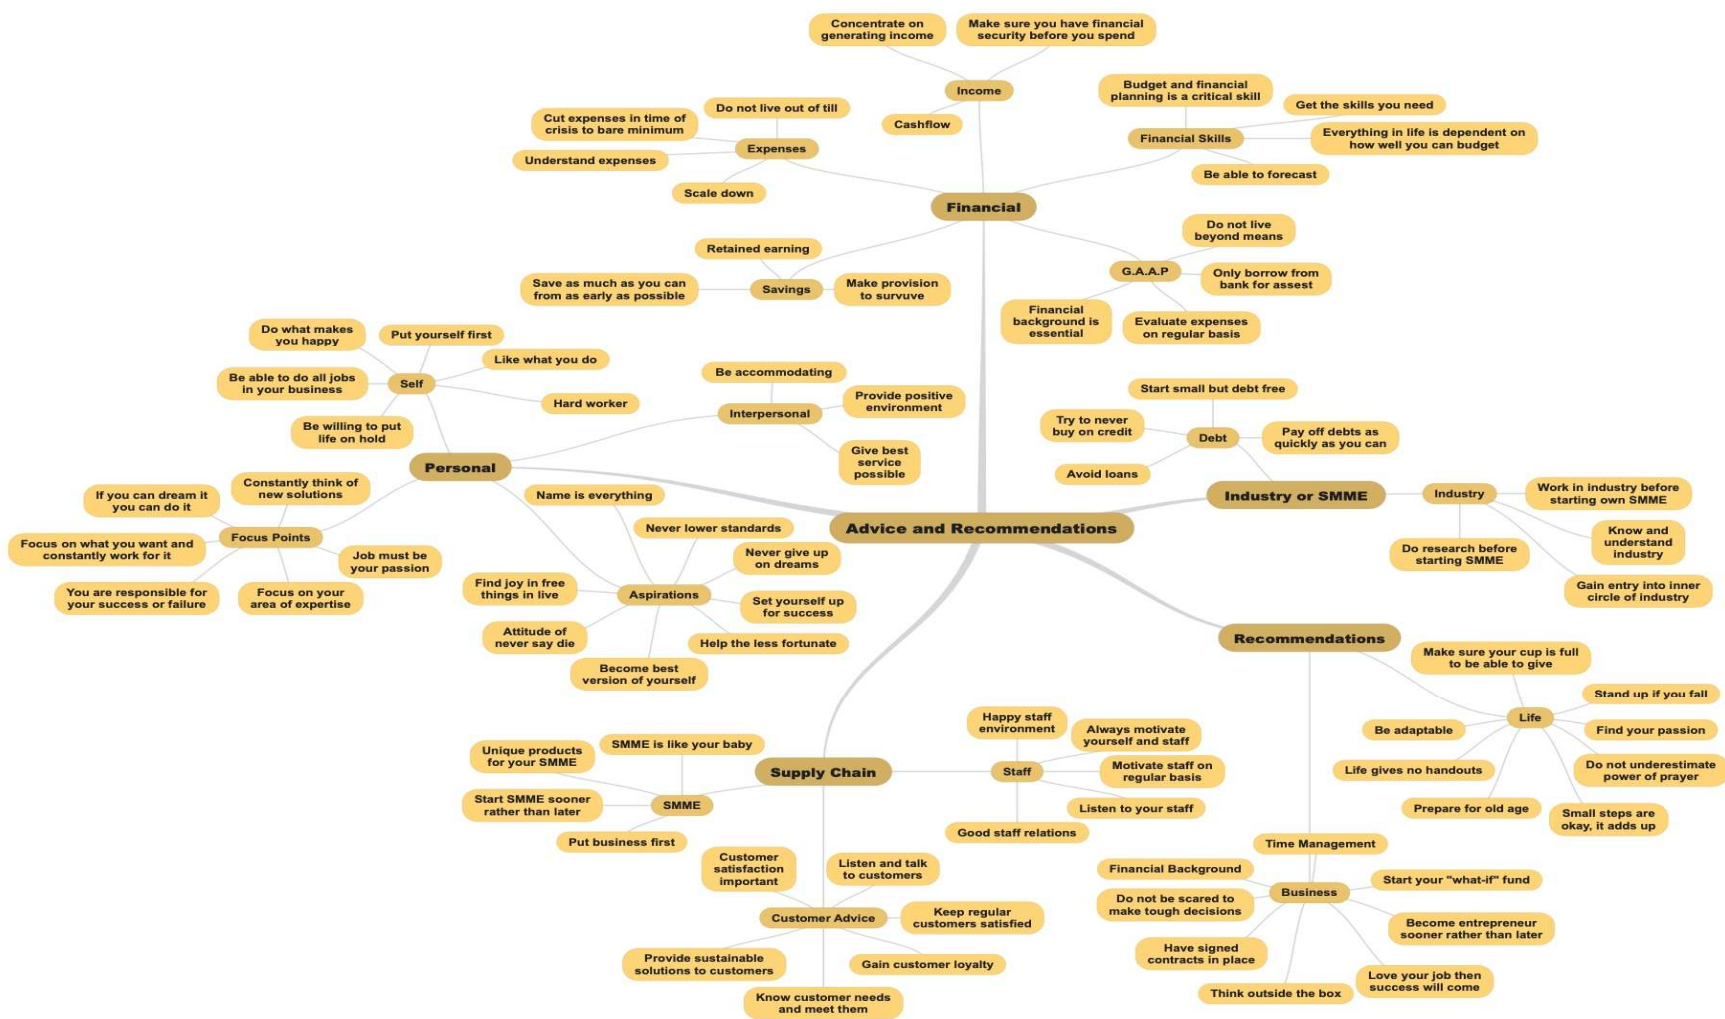 Concentrate on
generating income
Make sure you have financial
security before you spend
Income
Cashflow
Do not live out of till
Cut expenses in time of
crisis to bare minimum
Expenses
Understand expenses
Scale down
Budget and financial
planning is a critical skill
Get the skills you need
Financial Skills
Everything in life is dependent on
how well you can budget
Be able to forecast
Financial
Retained earning
Save as much as you can
from as early as possible
Savings
Make provision
to survuve
Do not live
beyond means
G.A.A.P
Only borrow from
bank for assest
Financial
background is
essential
Evaluate expenses
on regular basis
Do what makes
you happy
Put yourself first
Like what you do
Be able to do all jobs
in your business
Self
Hard worker
Be willing to put
life on hold
Be accommodating
Interpersonal
Provide positive
environment
Give best
service
possible
Personal
If you can dream it
you can do it
Constantly think of
new solutions
Focus Points
Focus on what you want and
constantly work for it
Job must be
your passion
You are responsible for
your success or failure
Focus on your
area of expertise
Name is everything
Never lower standards
Never give up
on dreams
Find joy in free
things in live
Aspirations
Set yourself up
for success
Attitude of
never say die
Help the less fortunate
Become best
version of yourself
Start small but debt free
Try to never
buy on credit
Debt
Pay off debts as
quickly as you can
Avoid loans
Industry or SMME
Industry
Work in industry before
starting own SMME
Know and
understand
industry
Do research before
starting SMME
Gain entry into inner
circle of industry
Advice and Recommendations
Recommendations
Make sure your cup is full
to be able to give
Stand up if you fall
Life
Be adaptable
Find your passion
Life gives no handouts
Do not underestimate
power of prayer
Prepare for old age
Small steps are
okay, it adds up
Time Management
Financial Background
Business
Start your "what-if" fund
Do not be scared to
make tough decisions
Become entrepreneur
sooner rather than later
Have signed
contracts in place
Love your job then
success will come
Think outside the box
Supply Chain
Happy staff
environment
Always motivate
yourself and staff
Staff
Motivate staff on
regular basis
Listen to your staff
Good staff relations
SMME is like your baby
Unique products
for your SMME
SMME
Start SMME sooner
rather than later
Put business first
Customer
satisfaction
important
Listen and talk
to customers
Customer Advice
Keep regular
customers satisfied
Provide sustainable
solutions to customers
Gain customer loyalty
Know customer needs
and meet them